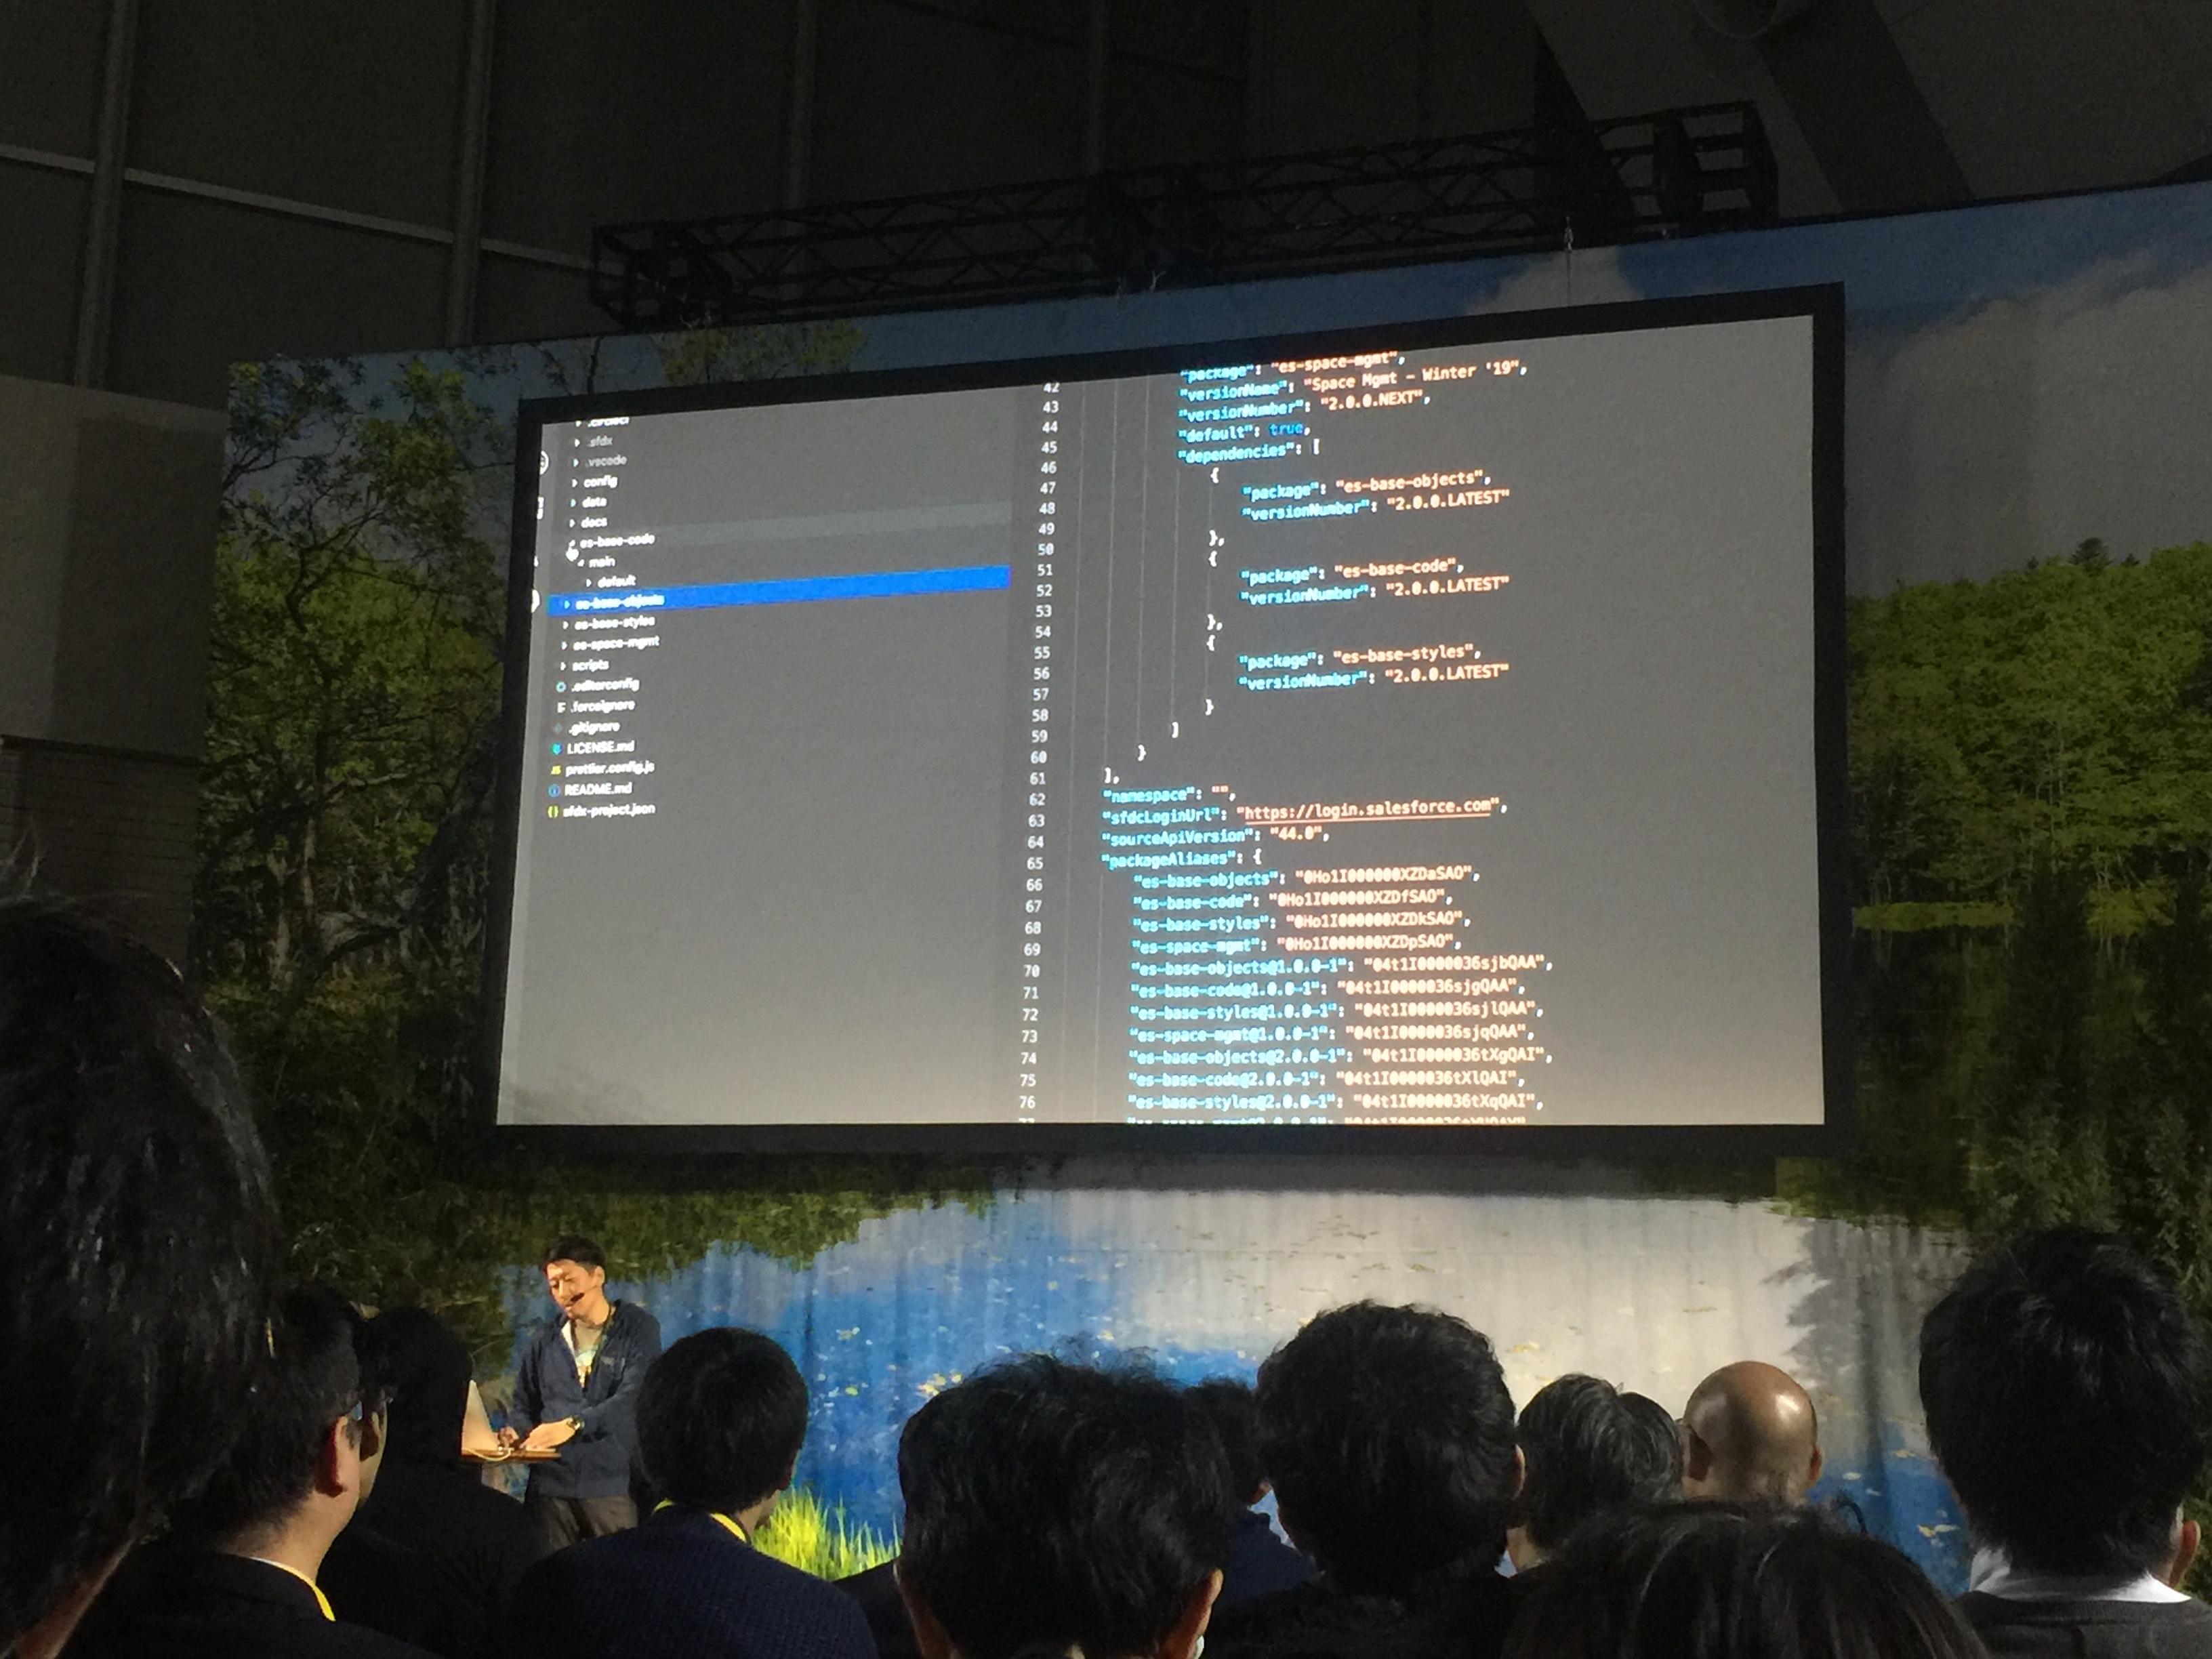 .circleci
.sfdx
.vscode
config
data
docs
es-base-code
main
default
es-base-objects
es-base-styles
es-space-mgmt
scripts
.editorconfig
.forceignore
.gitignore
LICENSE.md
JS prettier.config.js
README.md
{} sfdx-project.json
"package": "es-space-mgmt",
42 "versionName": "Space Mgmt – Winter '19",
43 "versionNumber": "2.0.0.NEXT",
44 "default": true,
45 "dependencies": [
46 {
47 "package": "es-base-objects",
48 "versionNumber": "2.0.0.LATEST"
49 },
50 {
51 "package": "es-base-code",
52 "versionNumber": "2.0.0.LATEST"
53 },
54 {
55 "package": "es-base-styles",
56 "versionNumber": "2.0.0.LATEST"
57 }
58 ]
59 }
60 ],
61 "namespace": "",
62 "sfdcLoginUrl": "https://login.salesforce.com",
63 "sourceApiVersion": "44.0",
64 "packageAliases": {
65 "es-base-objects": "0Ho1I000000XZDaSAO",
66 "es-base-code": "0Ho1I000000XZDfSAO",
67 "es-base-styles": "0Ho1I000000XZDkSAO",
68 "es-space-mgmt": "0Ho1I000000XZDpSAO",
69 "es-base-objects@1.0.0-1": "04t1I0000036sjbQAA",
70 "es-base-code@1.0.0-1": "04t1I0000036sjgQAA",
71 "es-base-styles@1.0.0-1": "04t1I0000036sjlQAA",
72 "es-space-mgmt@1.0.0-1": "04t1I0000036sjqQAA",
73 "es-base-objects@2.0.0-1": "04t1I0000036tXgQAI",
74 "es-base-code@2.0.0-1": "04t1I0000036tXlQAI",
75 "es-base-styles@2.0.0-1": "04t1I0000036tXqQAI",
76